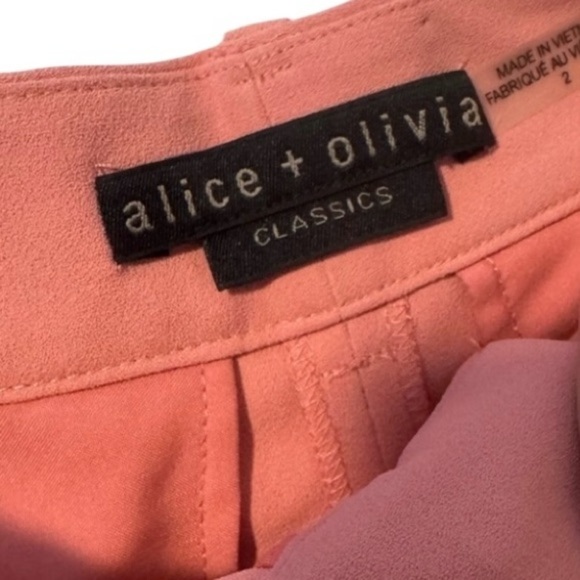 alice + olivia
CLASSICS
MADE IN
FABRIQUÉ AU
2